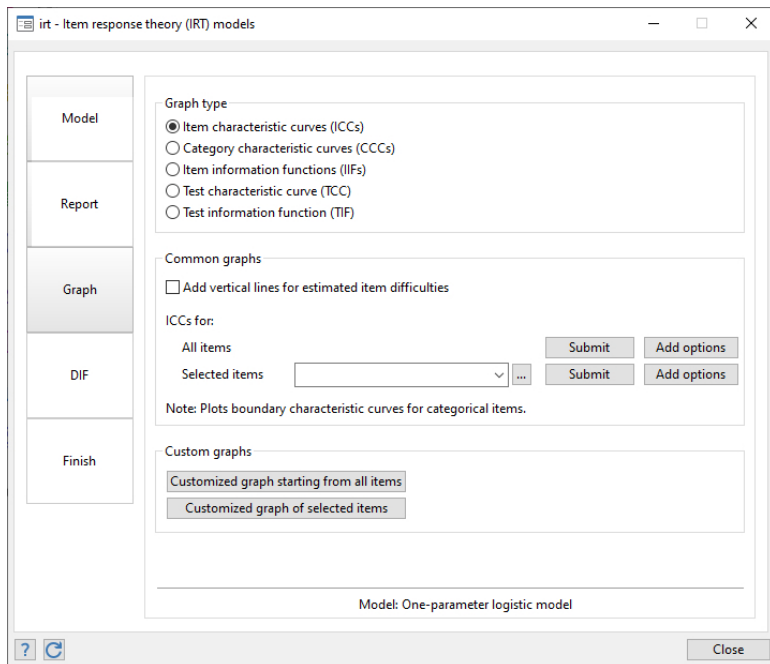 irt - Item response theory (IRT) models
Model
Report
Graph
DIF
Finish
Graph type
Item characteristic curves (ICCs)
Category characteristic curves (CCCs)
Item information functions (IIFs)
Test characteristic curve (TCC)
Test information function (TIF)
Common graphs
Add vertical lines for estimated item difficulties
ICCs for:
All items Submit Add options
Selected items ... Submit Add options
Note: Plots boundary characteristic curves for categorical items.
Custom graphs
Customized graph starting from all items
Customized graph of selected items
Model: One-parameter logistic model
? Close